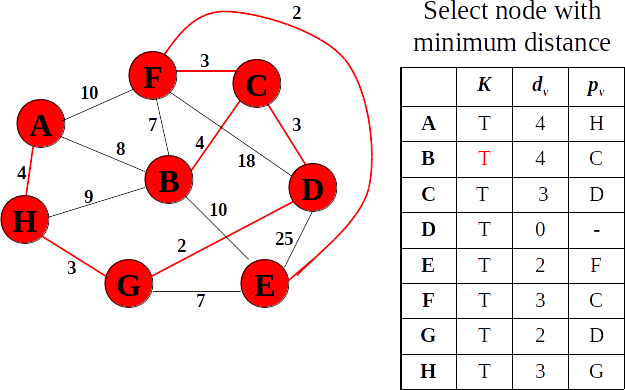 Select node with
minimum distance
2
3
10
F
C
A
7
4
3
8
18
4
B
D
9
10
H
25
2
3
G
E
7
K dv pv
A T 4 H
B T 4 C
C T 3 D
D T 0 -
E T 2 F
F T 3 C
G T 2 D
H T 3 G